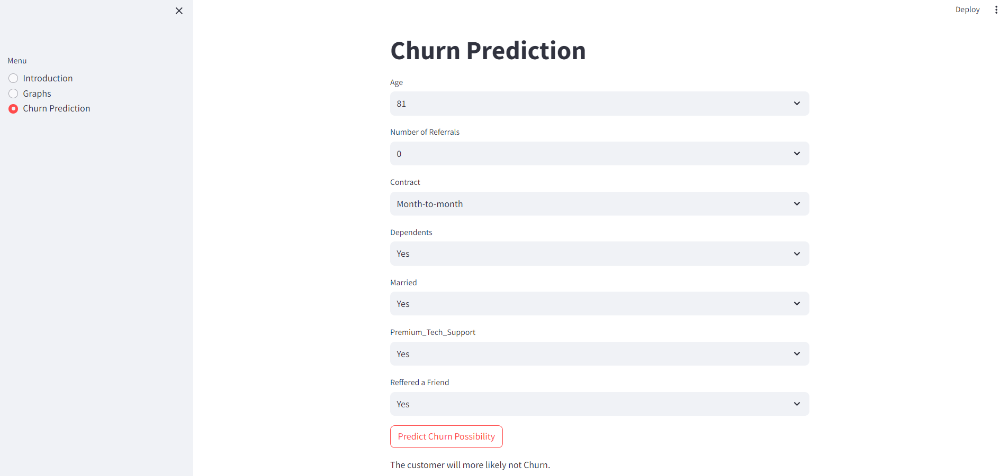 Deploy
Menu
Introduction
Graphs
Churn Prediction
Churn Prediction
Age
81
Number of Referrals
0
Contract
Month-to-month
Dependents
Yes
Married
Yes
Premium_Tech_Support
Yes
Reffered a Friend
Yes
Predict Churn Possibility
The customer will more likely not Churn.